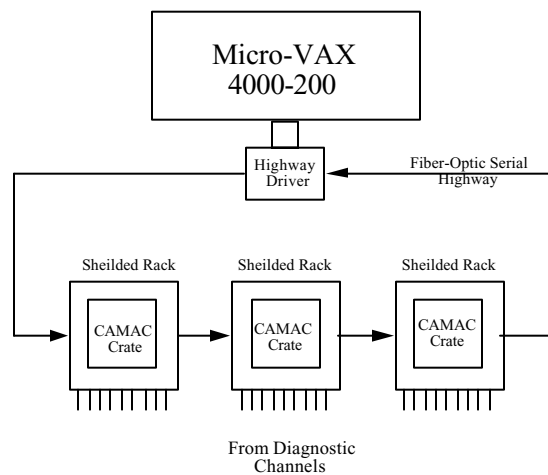 Micro-VAX
4000-200
Highway
Driver
Fiber-Optic Serial
Highway
Sheilded Rack
Sheilded Rack
Sheilded Rack
CAMAC
Crate
CAMAC
Crate
CAMAC
Crate
From Diagnostic
Channels